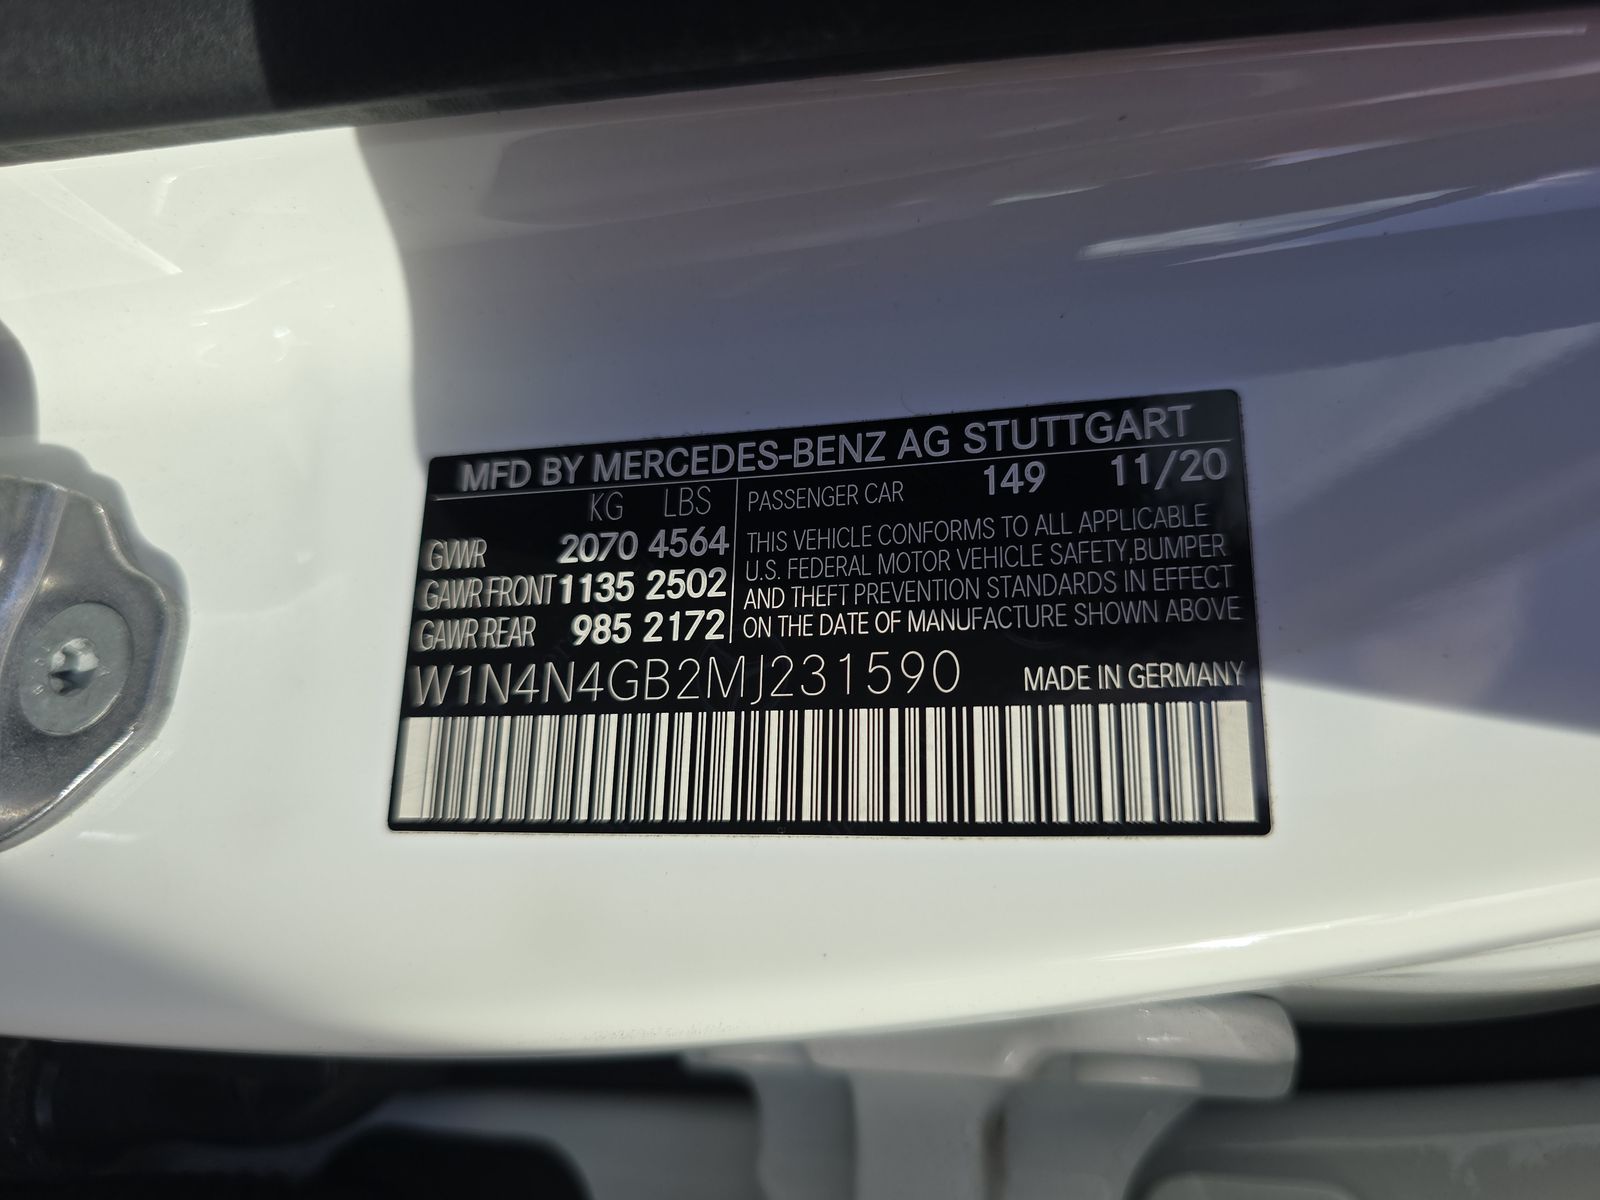 MFD BY MERCEDES-BENZ AG STUTTGART
KG LBS
GVWR 2070 4564
GAWR FRONT 1135 2502
GAWR REAR 985 2172
PASSENGER CAR 149 11/20
THIS VEHICLE CONFORMS TO ALL APPLICABLE
U.S. FEDERAL MOTOR VEHICLE SAFETY,BUMPER
AND THEFT PREVENTION STANDARDS IN EFFECT
ON THE DATE OF MANUFACTURE SHOWN ABOVE
W1N4N4GB2MJ231590 MADE IN GERMANY